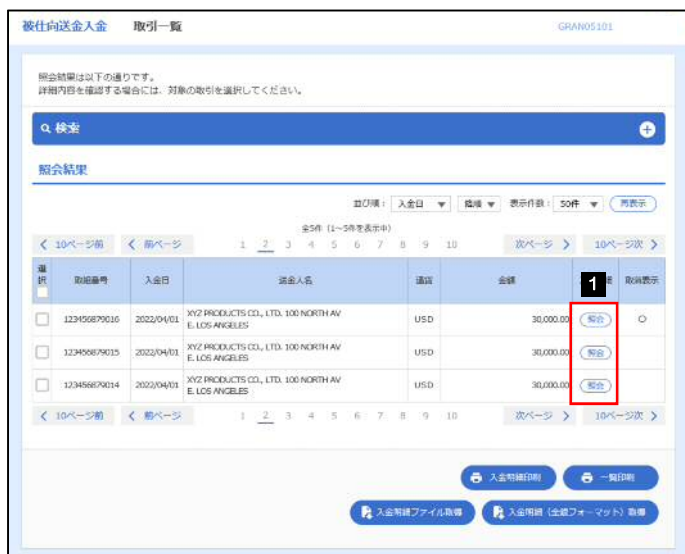 被仕向送金入金 取引一覧 GRAN05101
照会結果は以下の通りです。
詳細内容を確認する場合には、対象の取引を選択してください。
検索
照会結果
並び順： 入金日 降順 表示件数： 50件 再表示
全5件（1～5件を表示中）
10ページ前 前ページ 1 2 3 4 5 6 7 8 9 10 次ページ 10ページ次
選択 取組番号 入金日 送金人名 通貨 金額 1 取消表示
123456879016 2022/04/01 XYZ PRODUCTS CO., LTD. 100 NORTH AV USD 30,000.00 照会 ○
E. LOS ANGELES
123456879015 2022/04/01 XYZ PRODUCTS CO., LTD. 100 NORTH AV USD 30,000.00 照会
E. LOS ANGELES
123456879014 2022/04/01 XYZ PRODUCTS CO., LTD. 100 NORTH AV USD 30,000.00 照会
E. LOS ANGELES
10ページ前 前ページ 1 2 3 4 5 6 7 8 9 10 次ページ 10ページ次
入金明細印刷 一覧印刷
入金明細ファイル取得 入金明細（全銀フォーマット）取得